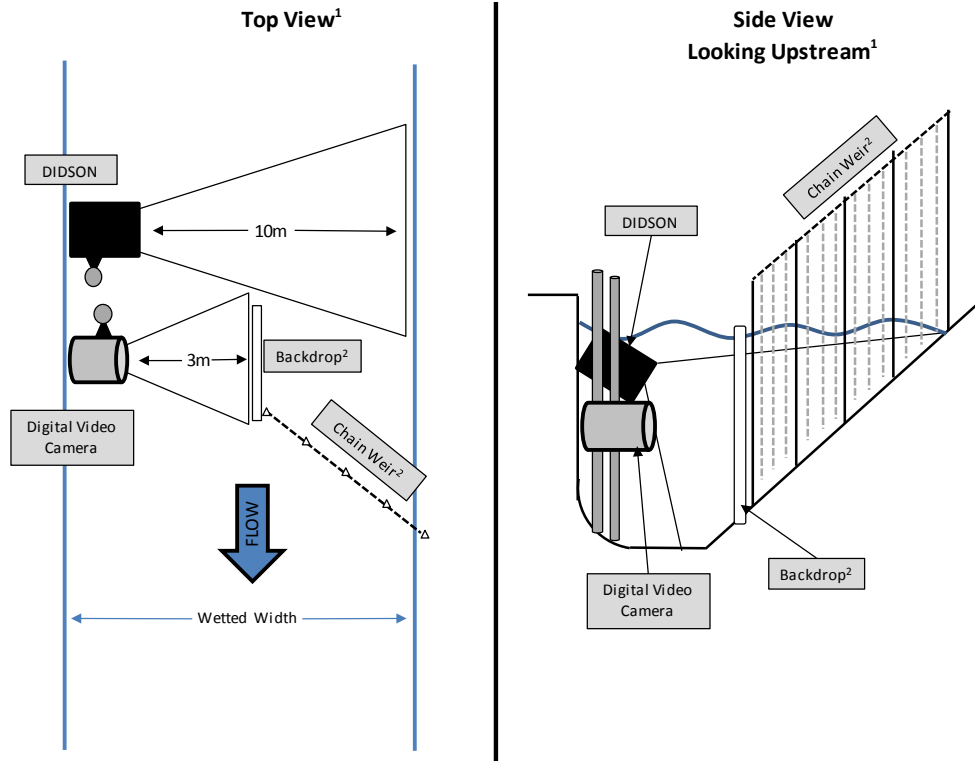 Top View¹
DIDSON
10m
3m
Backdrop²
Digital Video
Camera
Chain Weir²
FLOW
Wetted Width
Side View
Looking Upstream¹
Chain Weir²
DIDSON
Backdrop²
Digital Video
Camera